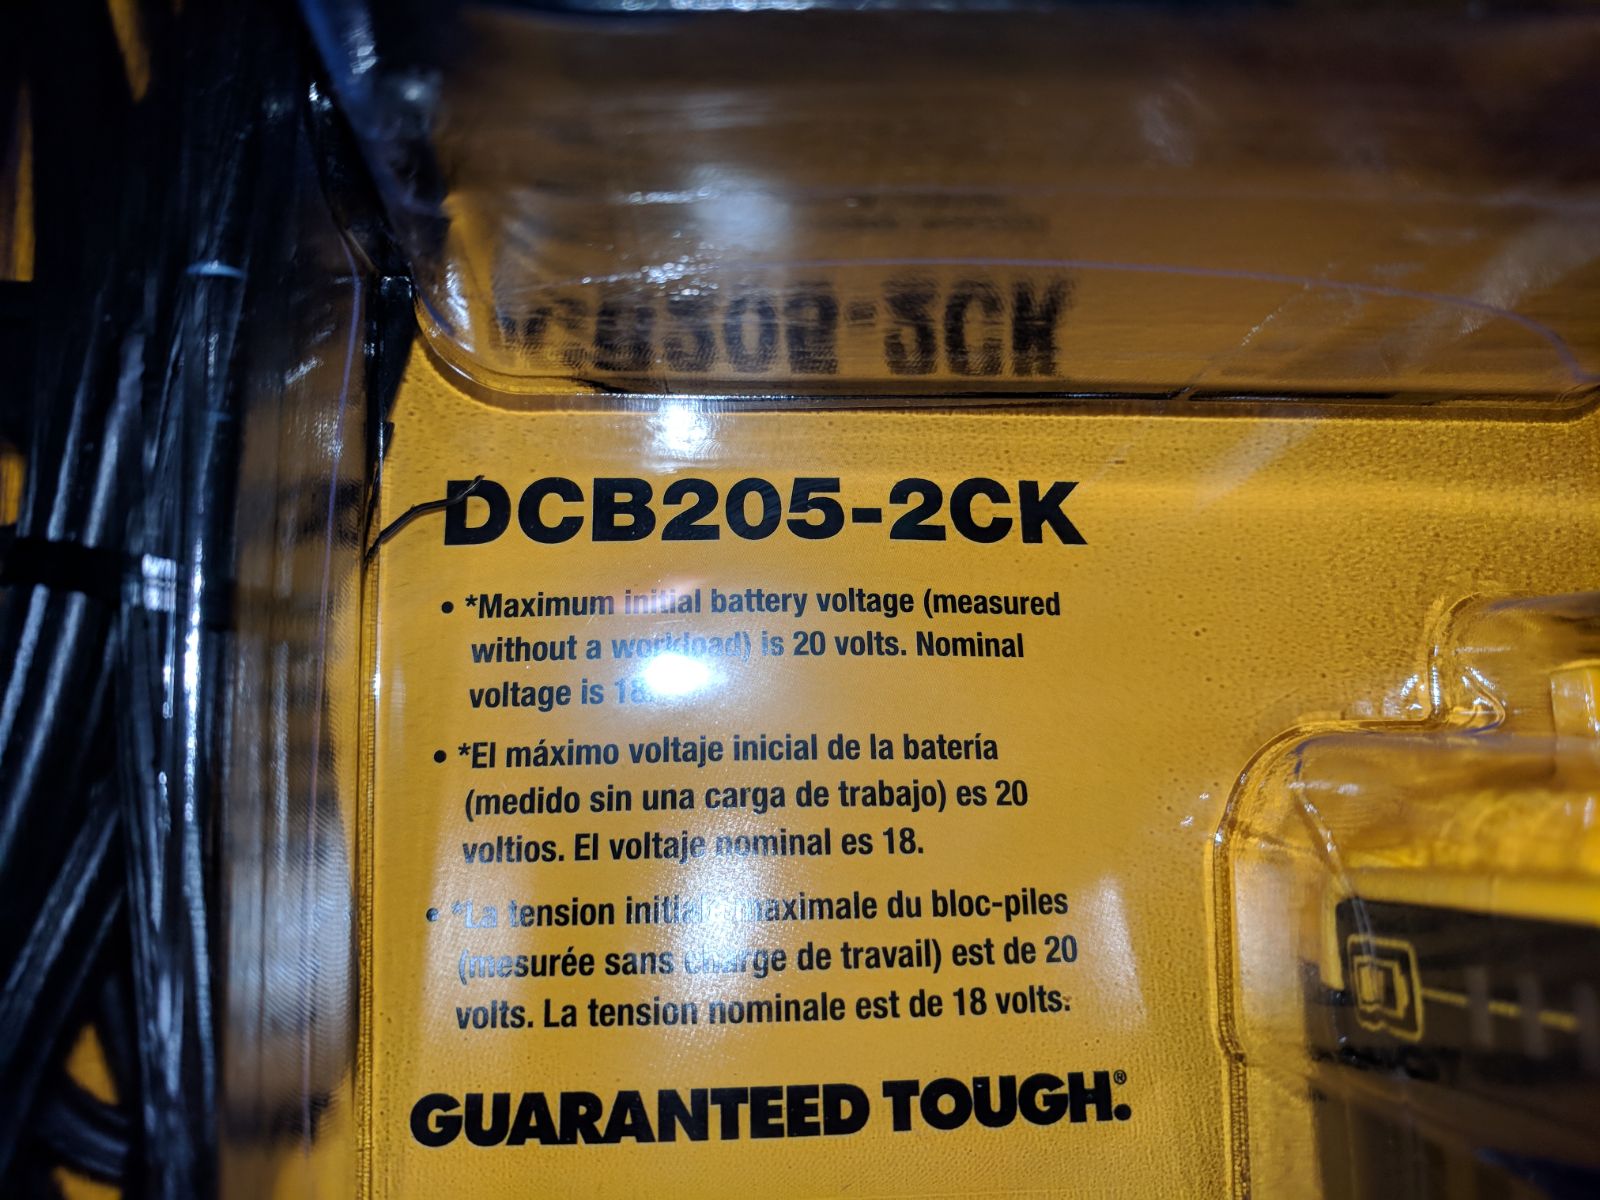 DCB205-2CK
• *Maximum initial battery voltage (measured
without a workload) is 20 volts. Nominal
voltage is 18.
• *El máximo voltaje inicial de la batería
(medido sin una carga de trabajo) es 20
voltios. El voltaje nominal es 18.
• *La tension initiale maximale du bloc-piles
(mesurée sans charge de travail) est de 20
volts. La tension nominale est de 18 volts.
GUARANTEED TOUGH.®